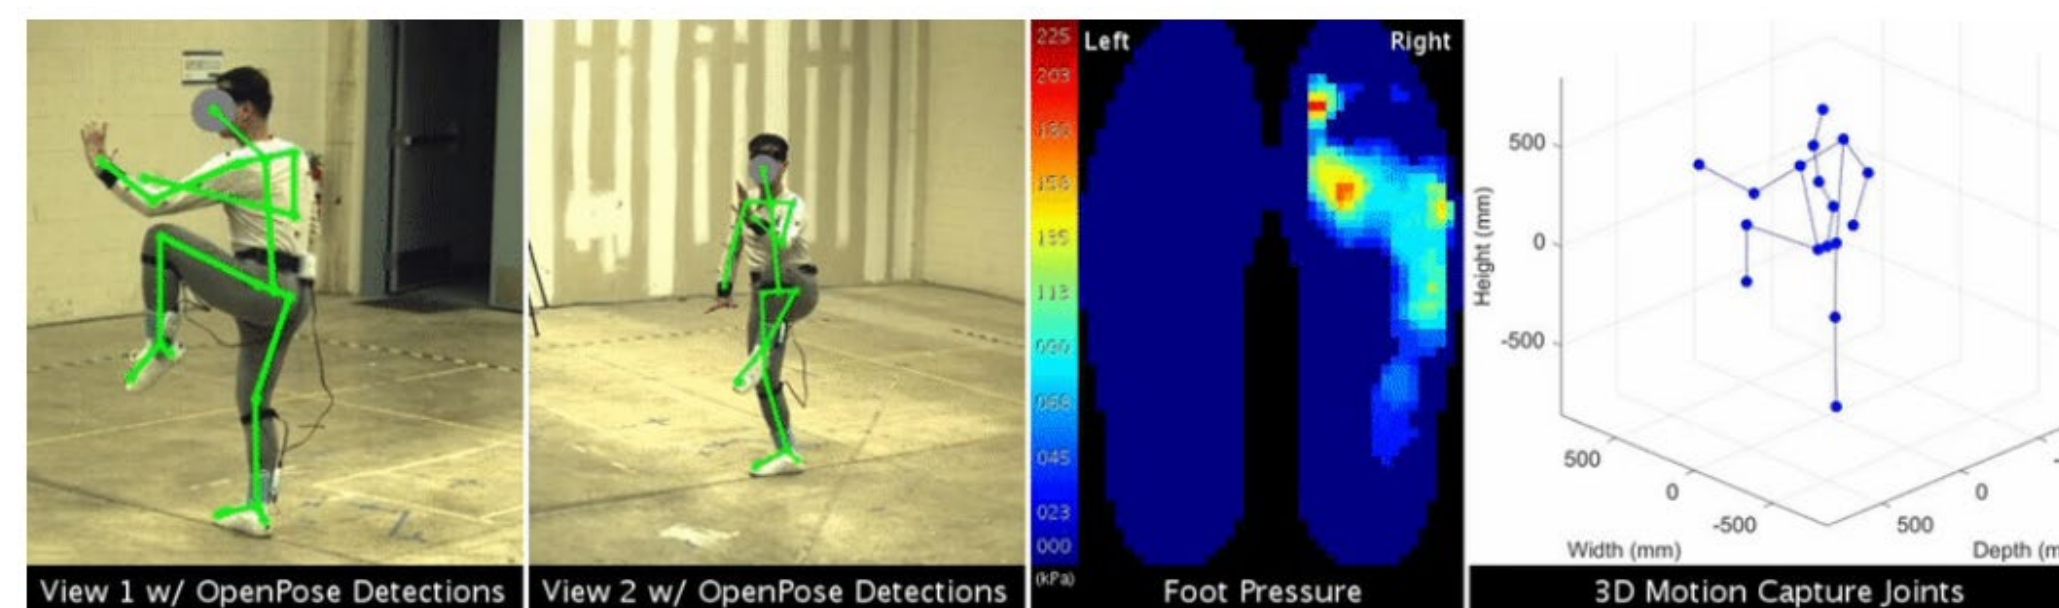 225
203
180
158
135
113
090
068
045
023
000
(kPa)
Left
Right
500
0
-500
Height (mm)
500
0
-500
Width (mm)
500
0
Depth (m
View 1 w/ OpenPose Detections
View 2 w/ OpenPose Detections
Foot Pressure
3D Motion Capture Joints